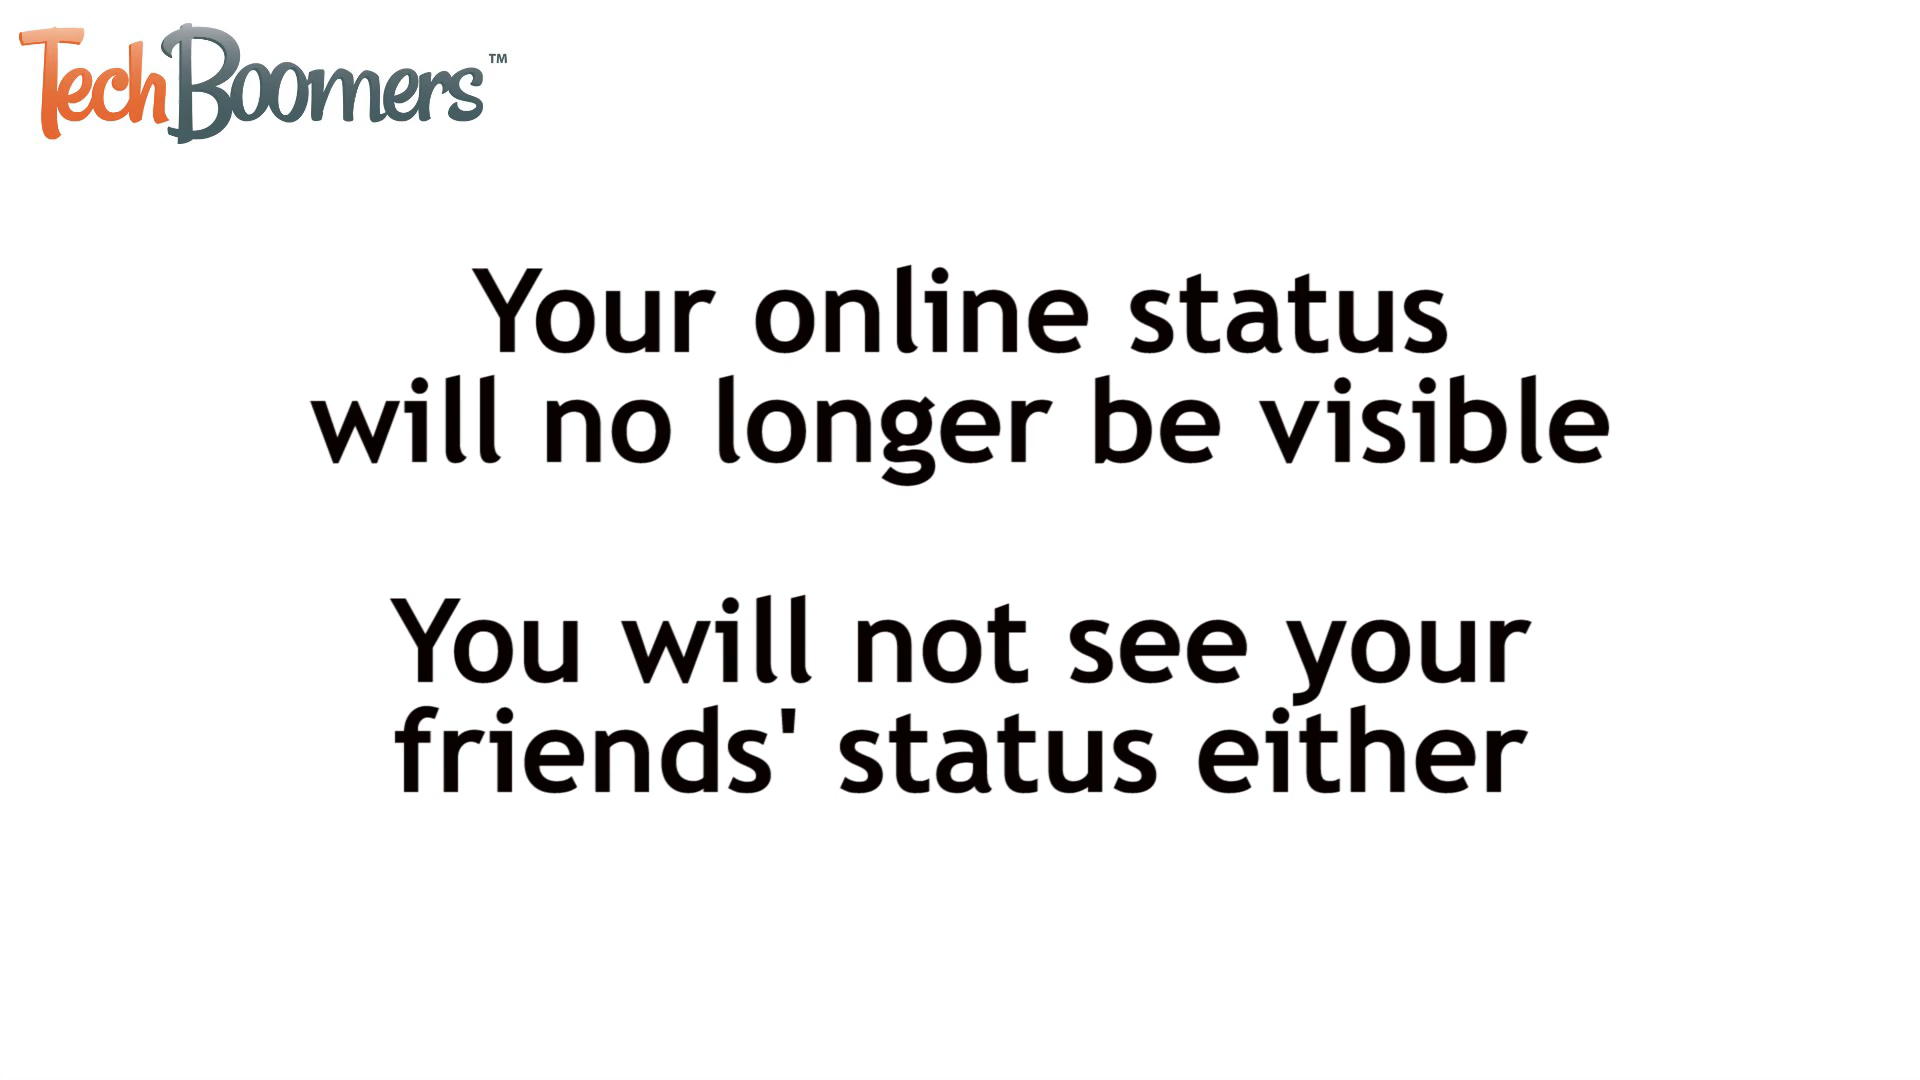 TechBoomers™
Your online status
will no longer be visible
You will not see your
friends' status either